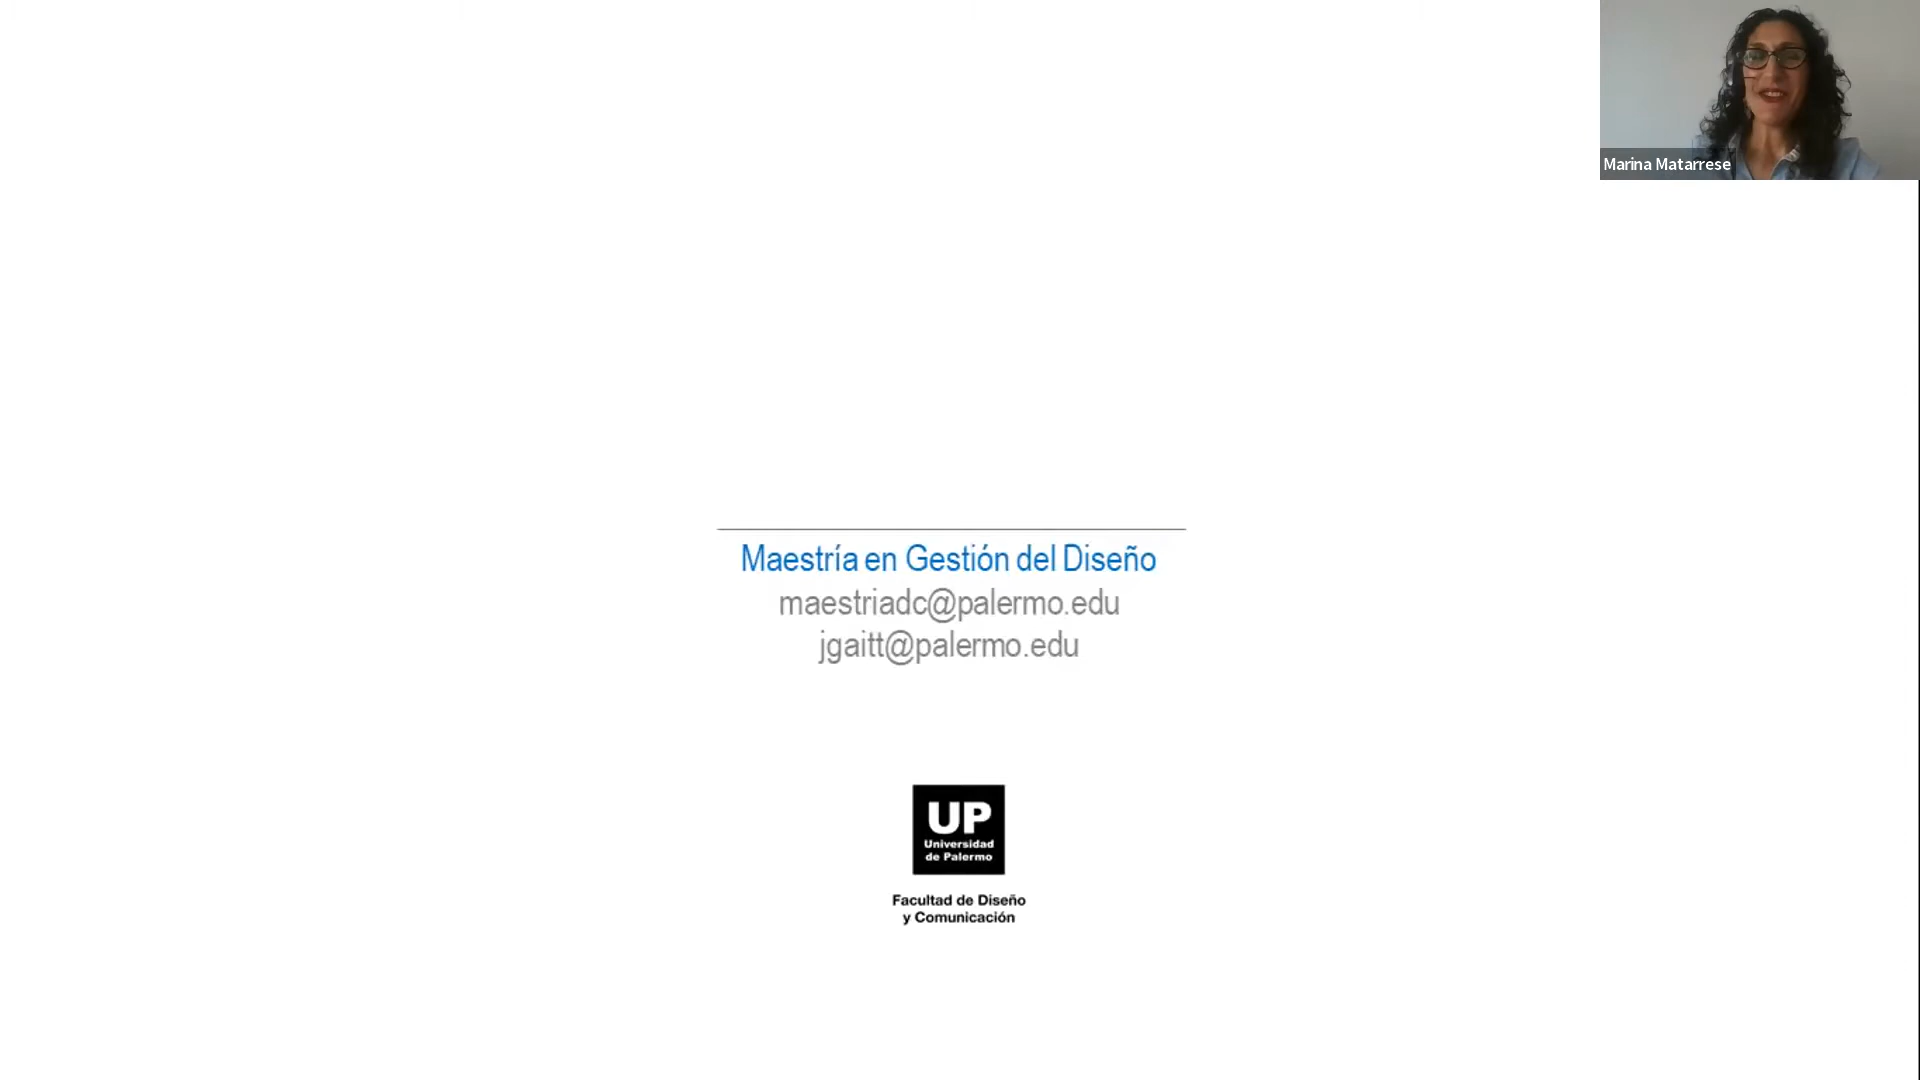 Marina Matarrese
Maestría en Gestión del Diseño
maestriadc@palermo.edu
jgaitt@palermo.edu
UP
Universidad
de Palermo
Facultad de Diseño
y Comunicación